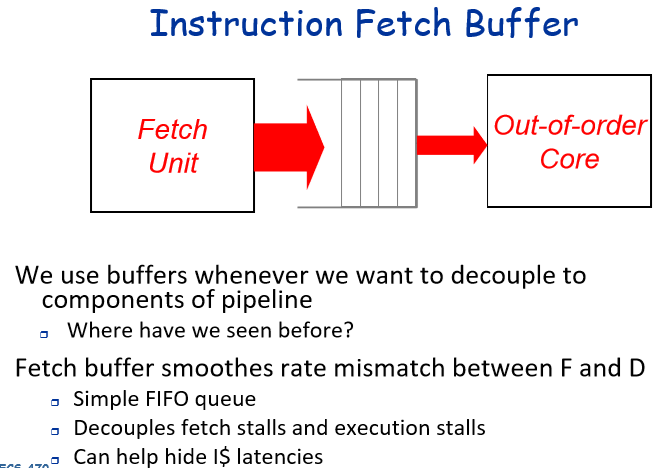 Instruction Fetch Buffer
Fetch
Unit
Out-of-order
Core
We use buffers whenever we want to decouple to
components of pipeline
Where have we seen before?
Fetch buffer smoothes rate mismatch between F and D
Simple FIFO queue
Decouples fetch stalls and execution stalls
Can help hide I$ latencies